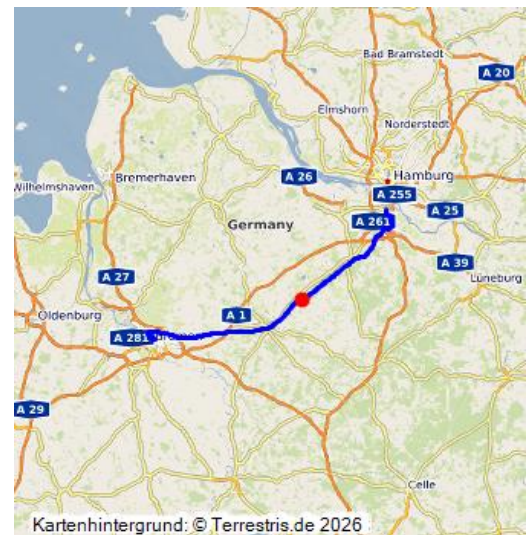 Bad Bramstedt
A 20
Elmshorn
Norderstedt
Bremerhaven
Wilhelmshaven
A 26
Hamburg
A 255
A 25
Germany
A 261
A 27
A 39
Lüneburg
A 1
Oldenburg
A 281
A 29
Celle
Kartenhintergrund: © Terrestris.de 2026